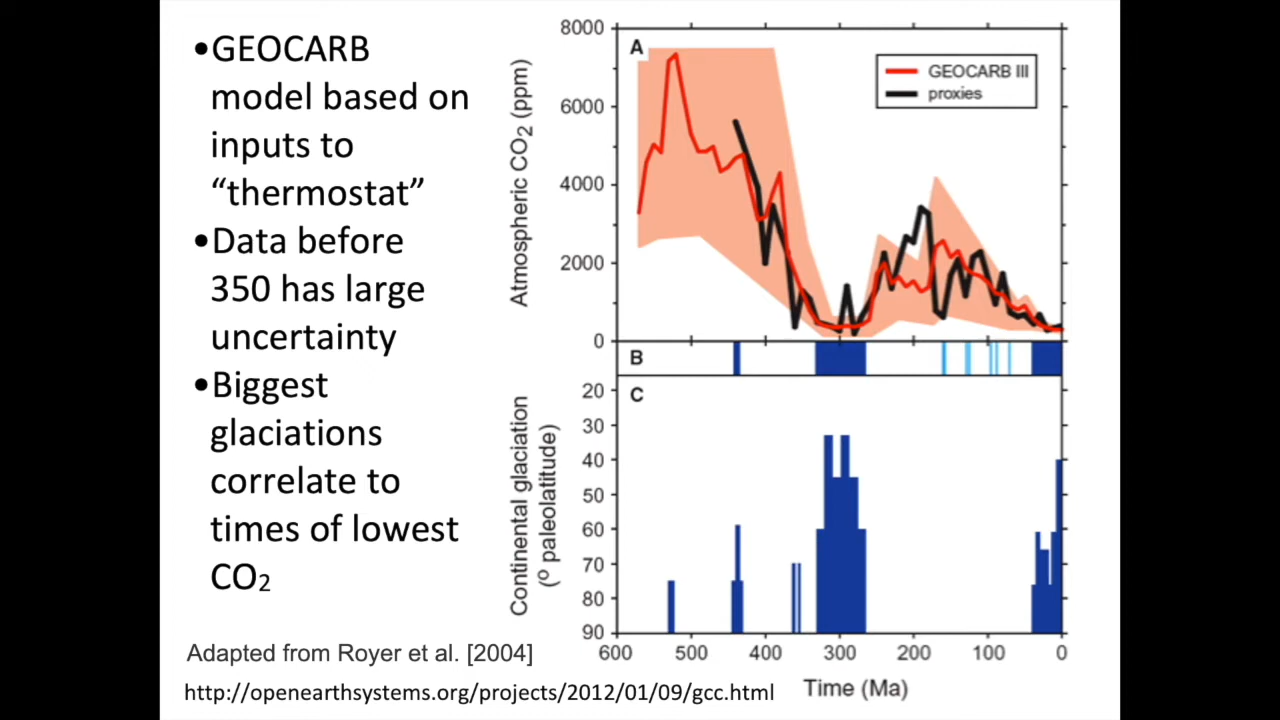 •GEOCARB
model based on
inputs to
“thermostat”
•Data before
350 has large
uncertainty
•Biggest
glaciations
correlate to
times of lowest
CO₂
Adapted from Royer et al. [2004]
http://openearthsystems.org/projects/2012/01/09/gcc.html
A
GEOCARB III
proxies
Atmospheric CO₂ (ppm)
8000
6000
4000
2000
0
B
C
Continental glaciation
(º paleolatitude)
20
30
40
50
60
70
80
90
600 500 400 300 200 100 0
Time (Ma)